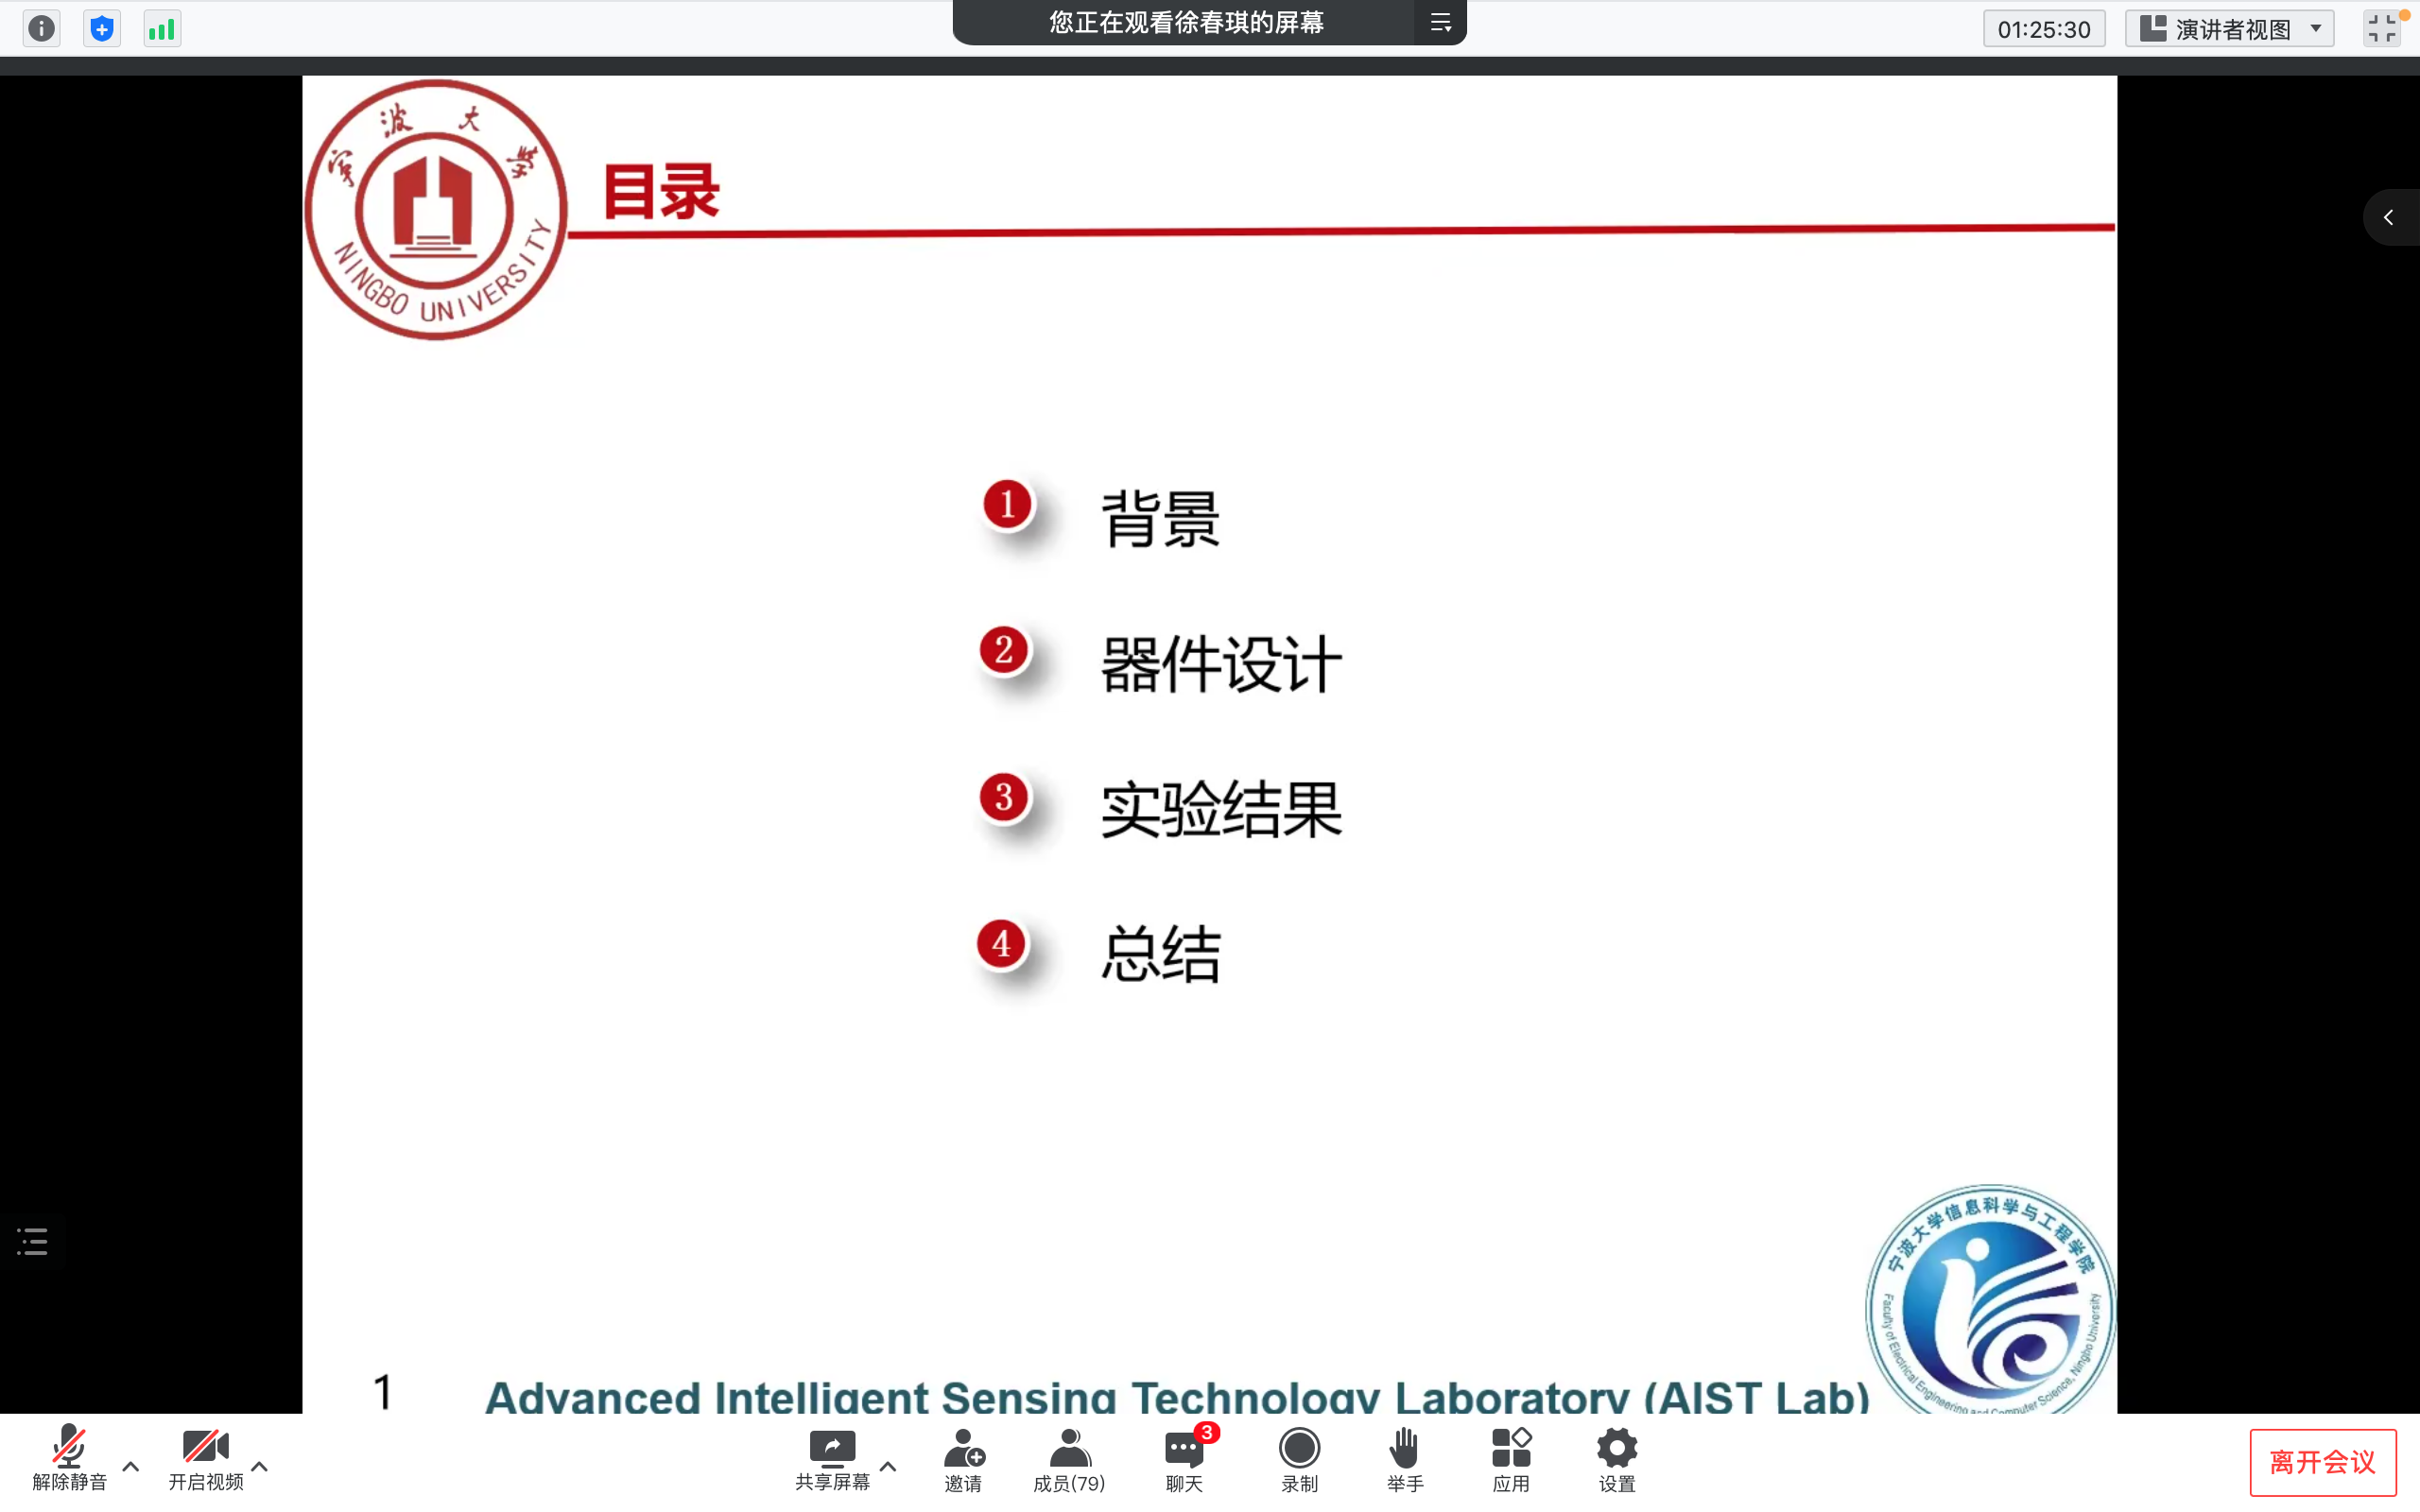 您正在观看徐春琪的屏幕
01:25:30
演讲者视图
宁波大学
NINGBO UNIVERSITY
目录
1 背景
2 器件设计
3 实验结果
4 总结
宁波大学信息科学与工程学院
Faculty of Electrical Engineering and Computer Science, Ningbo University
1
Advanced Intelligent Sensing Technology Laboratory (AIST Lab)
解除静音
开启视频
共享屏幕
邀请
成员(79)
3
聊天
录制
举手
应用
设置
离开会议